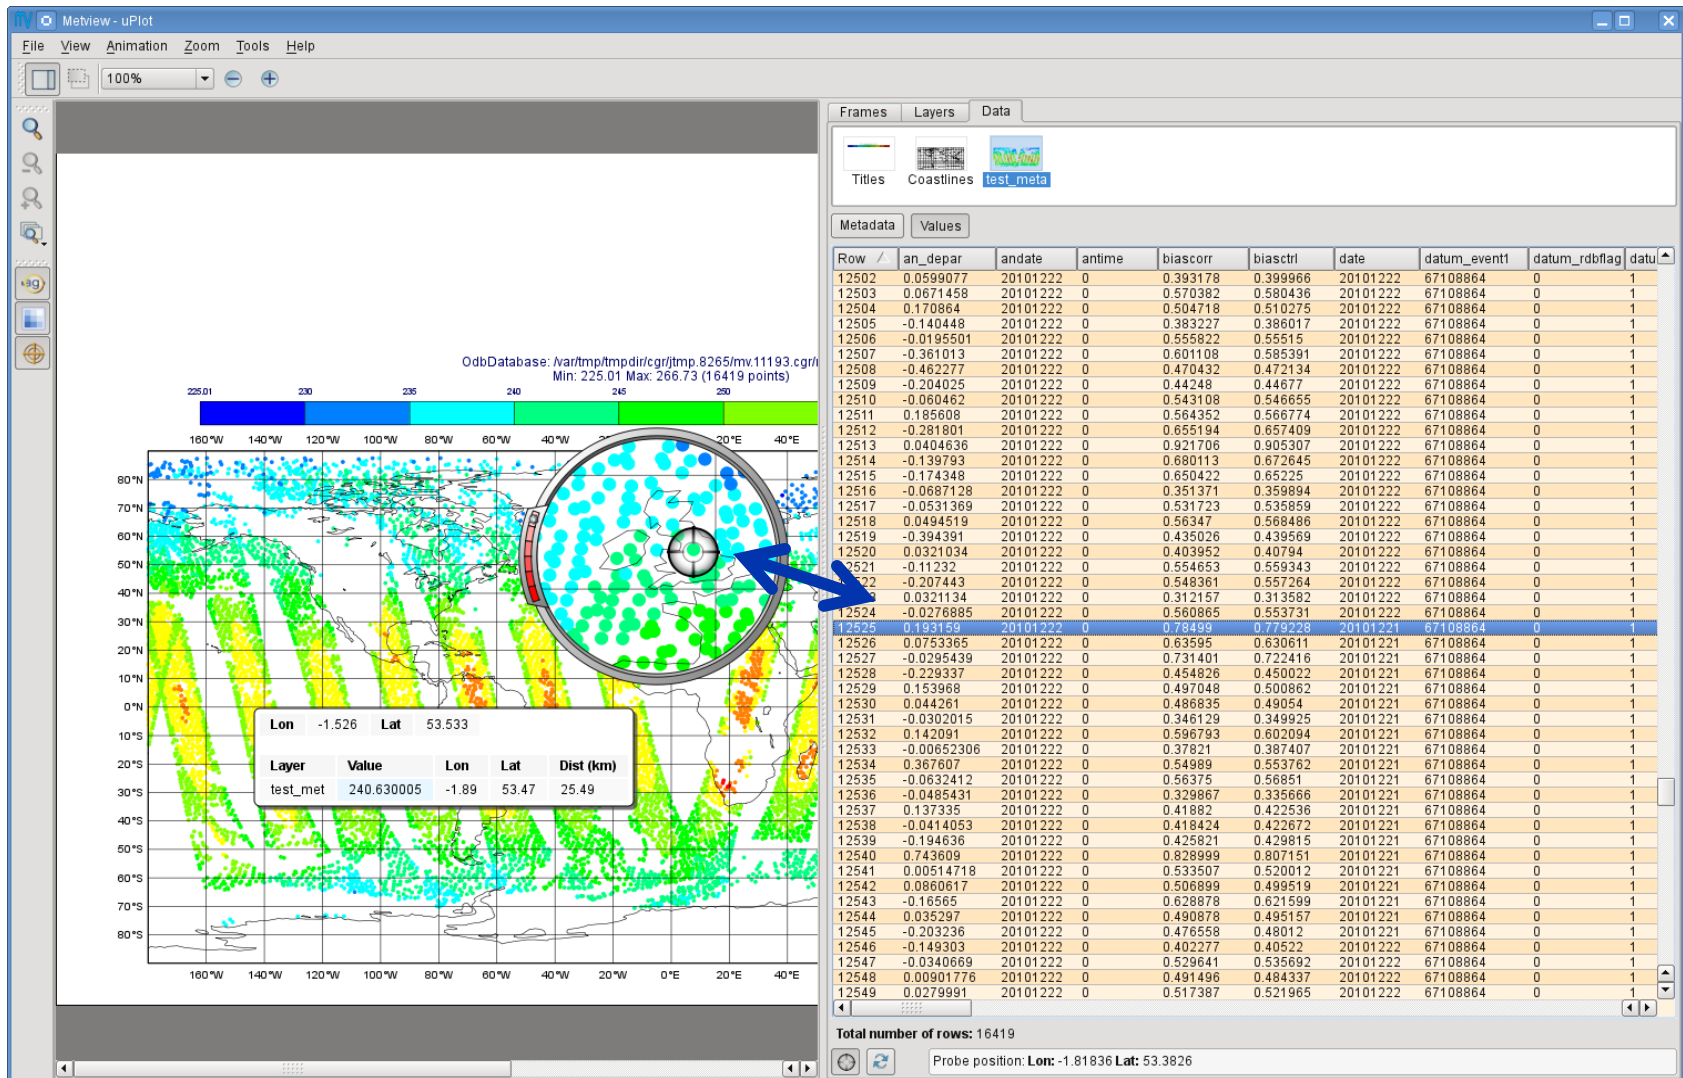 Metview - uPlot
File View Animation Zoom Tools Help
100%
Frames Layers Data
Titles Coastlines test_meta
Metadata Values
OdbDatabase: /var/tmp/tmpdir/cgr/jtmp.8265/mv.11193.cgr/
Min: 225.01 Max: 266.73 (16419 points)
225.01 230 235 240 245 250
160°W 140°W 120°W 100°W 80°W 60°W 40°W 20°E 40°E
80°N
70°N
60°N
50°N
40°N
30°N
20°N
10°N
0°N
10°S
20°S
30°S
40°S
50°S
60°S
70°S
80°S
160°W 140°W 120°W 100°W 80°W 60°W 40°W 20°W 0°E 20°E 40°E
Lon -1.526 Lat 53.533
Layer Value Lon Lat Dist (km)
test_met 240.630005 -1.89 53.47 25.49
Row an_depar andate antime biascorr biasctrl date datum_event1 datum_rdbflag datu
12502 0.0599077 20101222 0 0.393178 0.399966 20101222 67108864 0 1
12503 0.0671458 20101222 0 0.570382 0.580436 20101222 67108864 0 1
12504 0.170864 20101222 0 0.504718 0.510275 20101222 67108864 0 1
12505 -0.140448 20101222 0 0.383227 0.386017 20101222 67108864 0 1
12506 -0.0195501 20101222 0 0.555822 0.55515 20101222 67108864 0 1
12507 -0.361013 20101222 0 0.601108 0.585391 20101222 67108864 0 1
12508 -0.462277 20101222 0 0.470432 0.472134 20101222 67108864 0 1
12509 -0.204025 20101222 0 0.44248 0.44677 20101222 67108864 0 1
12510 -0.060462 20101222 0 0.543108 0.546655 20101222 67108864 0 1
12511 0.185608 20101222 0 0.564352 0.566774 20101222 67108864 0 1
12512 -0.281801 20101222 0 0.655194 0.657409 20101222 67108864 0 1
12513 0.0404636 20101222 0 0.921706 0.905307 20101222 67108864 0 1
12514 -0.139793 20101222 0 0.680113 0.672645 20101222 67108864 0 1
12515 -0.174348 20101222 0 0.650422 0.65225 20101222 67108864 0 1
12516 -0.0687128 20101222 0 0.351371 0.359894 20101222 67108864 0 1
12517 -0.0531369 20101222 0 0.531723 0.535859 20101222 67108864 0 1
12518 0.0494519 20101222 0 0.56347 0.568486 20101222 67108864 0 1
12519 -0.394391 20101222 0 0.435026 0.439569 20101222 67108864 0 1
12520 0.0321034 20101222 0 0.403952 0.40794 20101222 67108864 0 1
2521 -0.11232 20101222 0 0.554653 0.559343 20101222 67108864 0 1
22 -0.207443 20101222 0 0.548361 0.557264 20101222 67108864 0 1
3 0.0321134 20101222 0 0.312157 0.313582 20101222 67108864 0 1
12524 -0.0276885 20101222 0 0.560865 0.553731 20101222 67108864 0 1
12525 0.193159 20101222 0 0.78499 0.779228 20101221 67108864 0 1
12526 0.0753365 20101222 0 0.63595 0.630611 20101221 67108864 0 1
12527 -0.0295439 20101222 0 0.731401 0.722416 20101221 67108864 0 1
12528 -0.229337 20101222 0 0.454826 0.450022 20101221 67108864 0 1
12529 0.153968 20101222 0 0.497048 0.500862 20101221 67108864 0 1
12530 0.044261 20101222 0 0.486835 0.49054 20101221 67108864 0 1
12531 -0.0302015 20101222 0 0.346129 0.349925 20101221 67108864 0 1
12532 0.142091 20101222 0 0.596793 0.602094 20101221 67108864 0 1
12533 -0.00652306 20101222 0 0.37821 0.387407 20101221 67108864 0 1
12534 0.367607 20101222 0 0.54989 0.553762 20101221 67108864 0 1
12535 -0.0632412 20101222 0 0.56375 0.56851 20101221 67108864 0 1
12536 -0.0485431 20101222 0 0.329867 0.335666 20101221 67108864 0 1
12537 0.137335 20101222 0 0.41882 0.422536 20101221 67108864 0 1
12538 -0.0414053 20101222 0 0.418424 0.422672 20101221 67108864 0 1
12539 -0.194636 20101222 0 0.425821 0.429815 20101221 67108864 0 1
12540 0.743609 20101222 0 0.828999 0.807151 20101221 67108864 0 1
12541 0.00514718 20101222 0 0.533507 0.520012 20101221 67108864 0 1
12542 0.0860617 20101222 0 0.506899 0.499519 20101221 67108864 0 1
12543 -0.16565 20101222 0 0.628878 0.621599 20101221 67108864 0 1
12544 0.035297 20101222 0 0.490878 0.495157 20101221 67108864 0 1
12545 -0.203236 20101222 0 0.476558 0.48012 20101221 67108864 0 1
12546 -0.149303 20101222 0 0.402277 0.40522 20101222 67108864 0 1
12547 -0.0340669 20101222 0 0.529641 0.535692 20101222 67108864 0 1
12548 0.00901776 20101222 0 0.491496 0.484337 20101222 67108864 0 1
12549 0.0279991 20101222 0 0.517387 0.521965 20101222 67108864 0 1
Total number of rows: 16419
Probe position: Lon: -1.81836 Lat: 53.3826